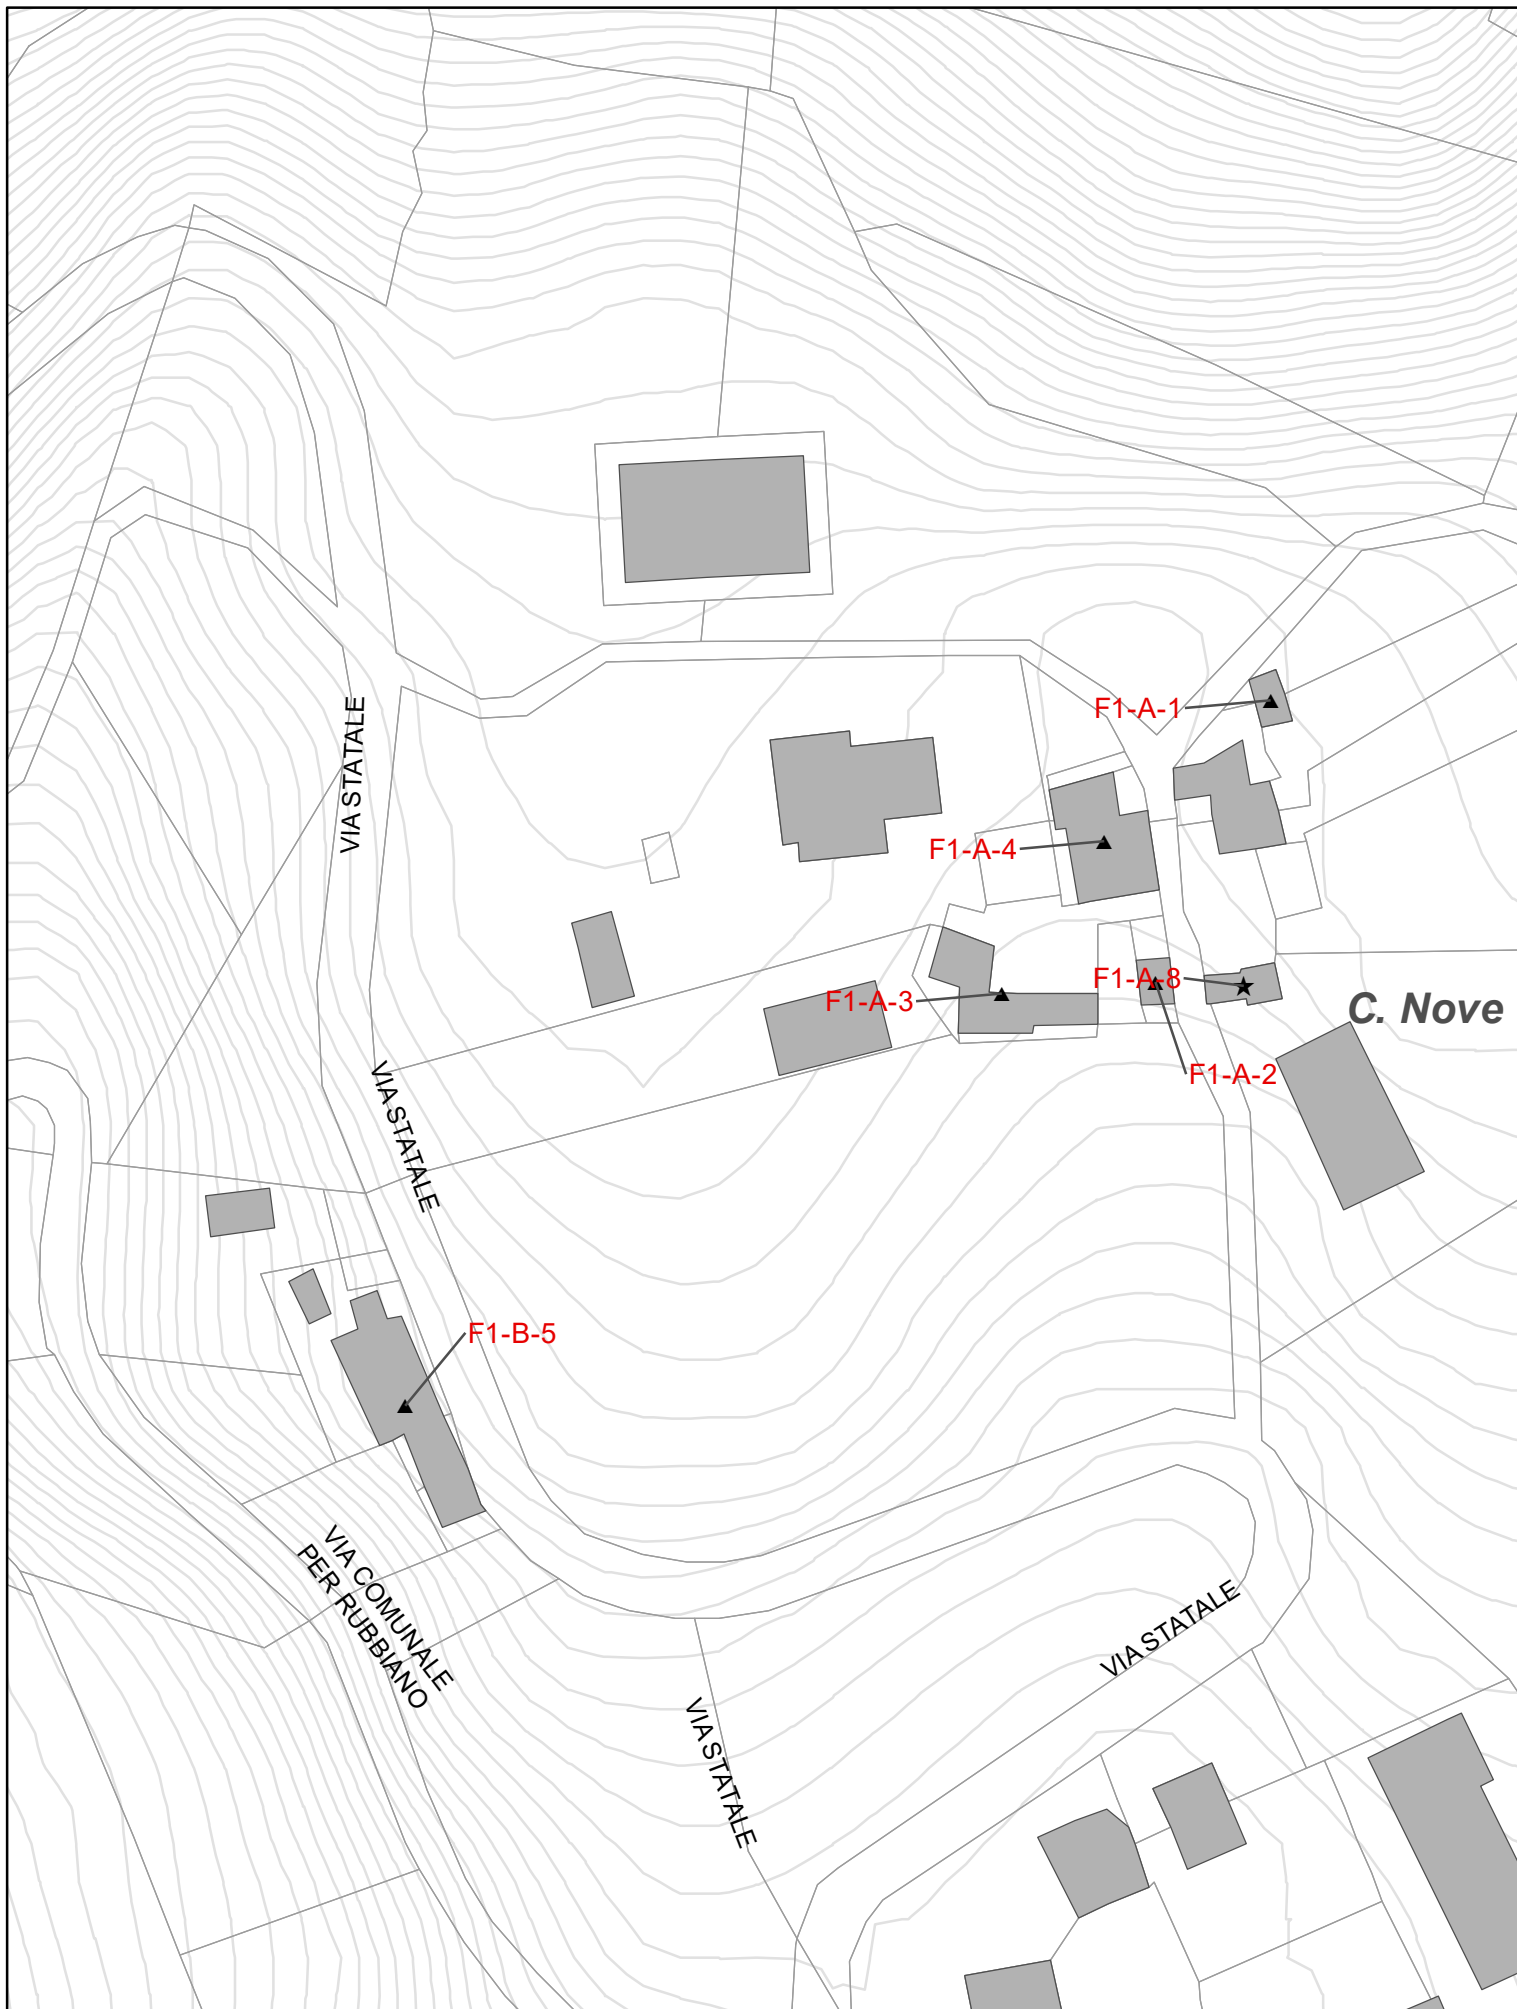 VIA STATALE
F1-A-1
F1-A-4
F1-A-8
F1-A-3
C. Nove
F1-A-2
VIA STATALE
F1-B-5
VIA COMUNALE
PER RUBBIANO
VIA STATALE
VIA STATALE